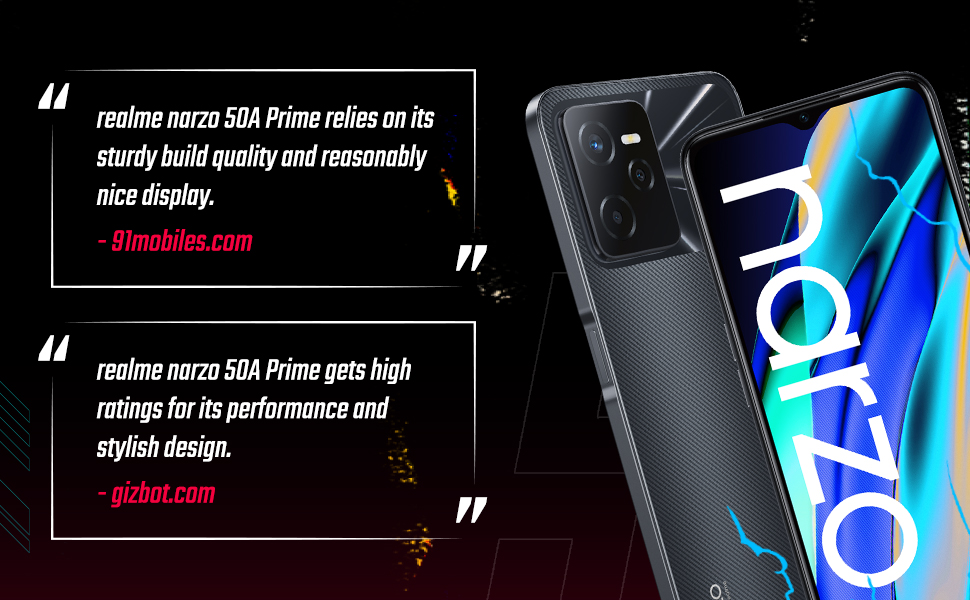 “
realme narzo 50A Prime relies on its
sturdy build quality and reasonably
nice display.
- 91mobiles.com
”
“
realme narzo 50A Prime gets high
ratings for its performance and
stylish design.
- gizbot.com
”
narzo